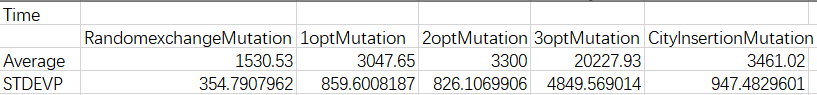 Time
RandomexchangeMutation 1optMutation 2optMutation 3optMutation CityInsertionMutation
Average 1530.53 3047.65 3300 20227.93 3461.02
STDEVP 354.7907962 859.6008187 826.1069906 4849.569014 947.4829601